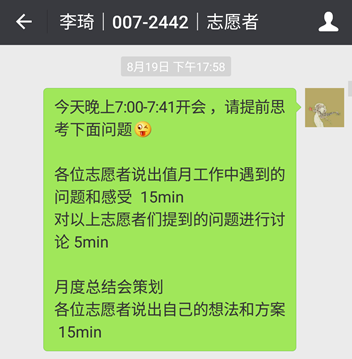 李琦｜007-2442｜志愿者
8月19日 下午17:58
今天晚上7:00-7:41开会，请提前思
考下面问题😜
各位志愿者说出值月工作中遇到的
问题和感受 15min
对以上志愿者们提到的问题进行讨
论 5min
月度总结会策划
各位志愿者说出自己的想法和方案
15min